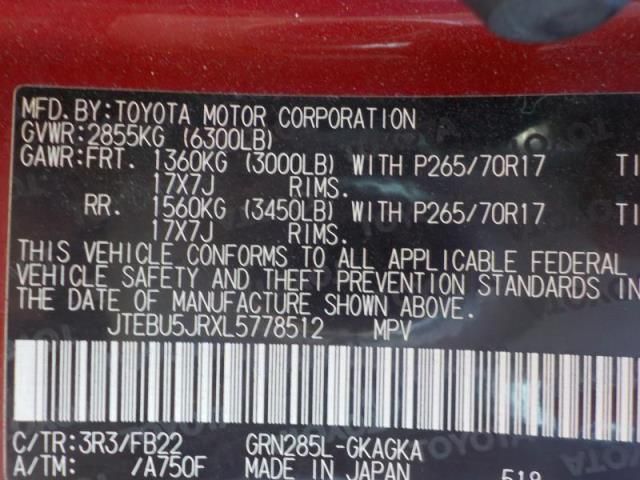 MFD.BY:TOYOTA MOTOR CORPORATION
GVWR:2855KG (6300LB)
GAWR:FRT. 1360KG (3000LB) WITH P265/70R17 TI
17X7J RIMS.
RR. 1560KG (3450LB) WITH P265/70R17 TI
17X7J RIMS.
THIS VEHICLE CONFORMS TO ALL APPLICABLE FEDERAL
VEHICLE SAFETY AND THEFT PREVENTION STANDARDS IN
THE DATE OF MANUFACTURE SHOWN ABOVE.
JTEBU5JRXL5778512 MPV
C/TR:3R3/FB22 GRN285L-GKAGKA
A/TM: /A750F MADE IN JAPAN 519